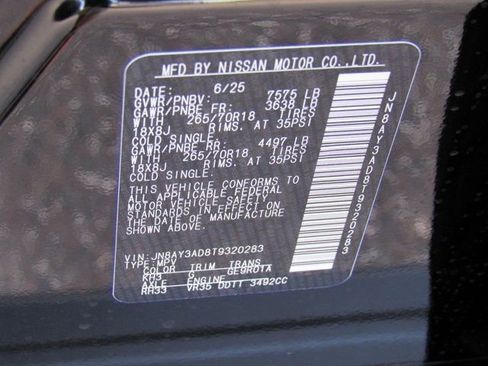 MFD BY NISSAN MOTOR CO.,LTD.
DATE: 6/25
GVWR/PNBV: 7575 LB
GAWR/PNBE FR: 3638 LB
WITH 265/70R18 TIRES
18X8J RIMS. AT 35PSI
COLD SINGLE.
GAWR/PNBE RR: 4497 LB
WITH 265/70R18 TIRES
18X8J RIMS. AT 35PSI
COLD SINGLE.
THIS VEHICLE CONFORMS TO
ALL APPLICABLE FEDERAL
MOTOR VEHICLE SAFETY
STANDARDS IN EFFECT ON
THE DATE OF MANUFACTURE
SHOWN ABOVE.
VIN:JN8AY3AD8T9320283
TYPE:MPV
COLOR TRIM TRANS
KH3 G GE9R01A
AXLE ENGINE
RH33 VR35 DDTT 3492CC
JN8AY3AD8T9320283